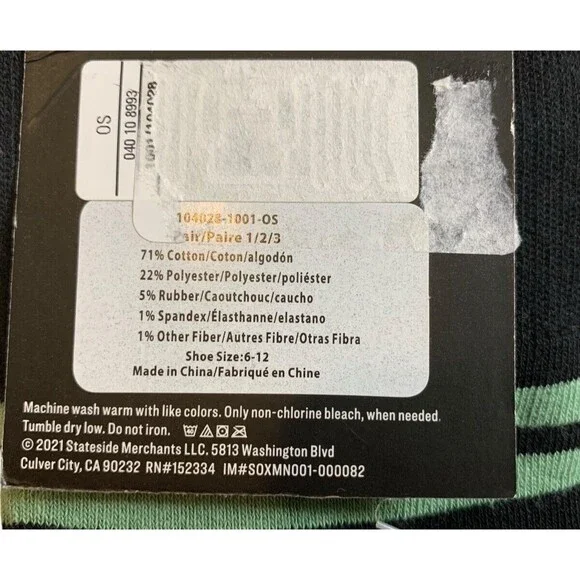 OS
040 10 8993
1001/104028
104028-1001-OS
Pair/Paire 1/2/3
71% Cotton/Coton/algodón
22% Polyester/Polyester/poliéster
5% Rubber/Caoutchouc/caucho
1% Spandex/Élasthanne/elastano
1% Other Fiber/Autres Fibre/Otras Fibra
Shoe Size:6-12
Made in China/Fabriqué en Chine
Machine wash warm with like colors. Only non-chlorine bleach, when needed.
Tumble dry low. Do not iron.
© 2021 Stateside Merchants LLC. 5813 Washington Blvd
Culver City, CA 90232 RN#152334 IM#SOXMN001-000082